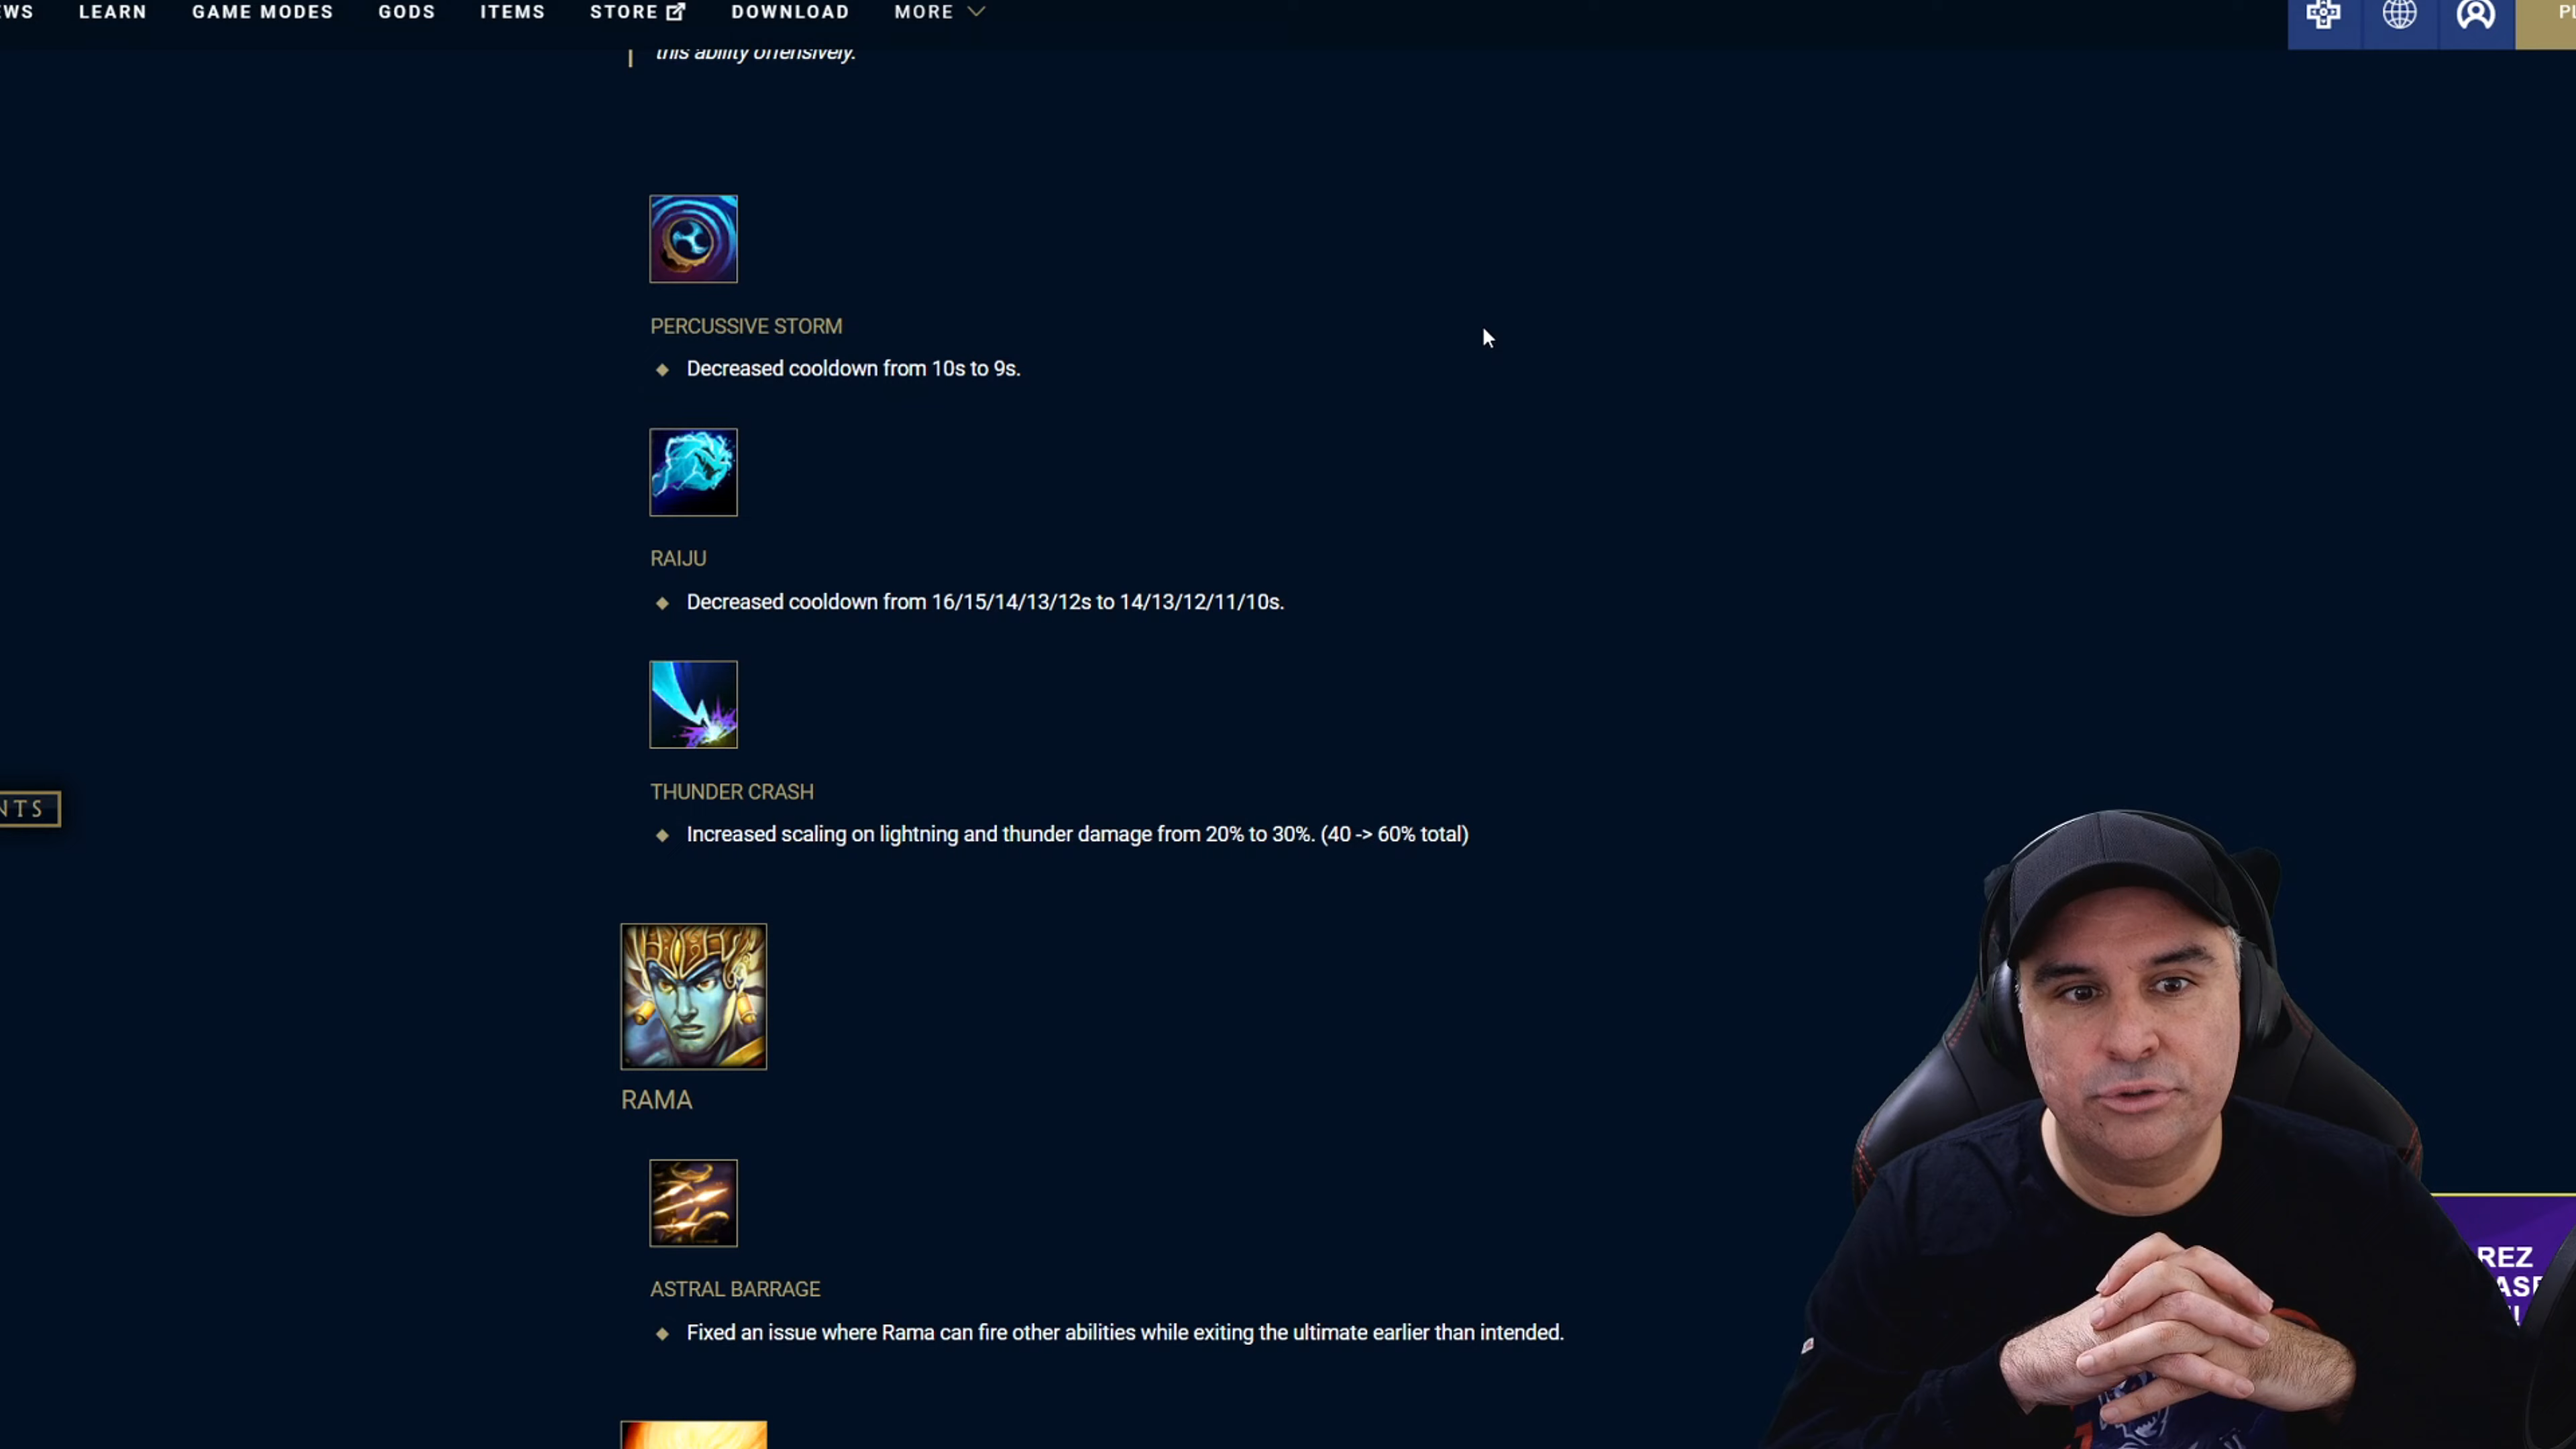 LEARN GAME MODES GODS ITEMS STORE DOWNLOAD MORE
this ability offensively.
PERCUSSIVE STORM
◆ Decreased cooldown from 10s to 9s.
RAIJU
◆ Decreased cooldown from 16/15/14/13/12s to 14/13/12/11/10s.
THUNDER CRASH
◆ Increased scaling on lightning and thunder damage from 20% to 30%. (40 -> 60% total)
RAMA
ASTRAL BARRAGE
◆ Fixed an issue where Rama can fire other abilities while exiting the ultimate earlier than intended.